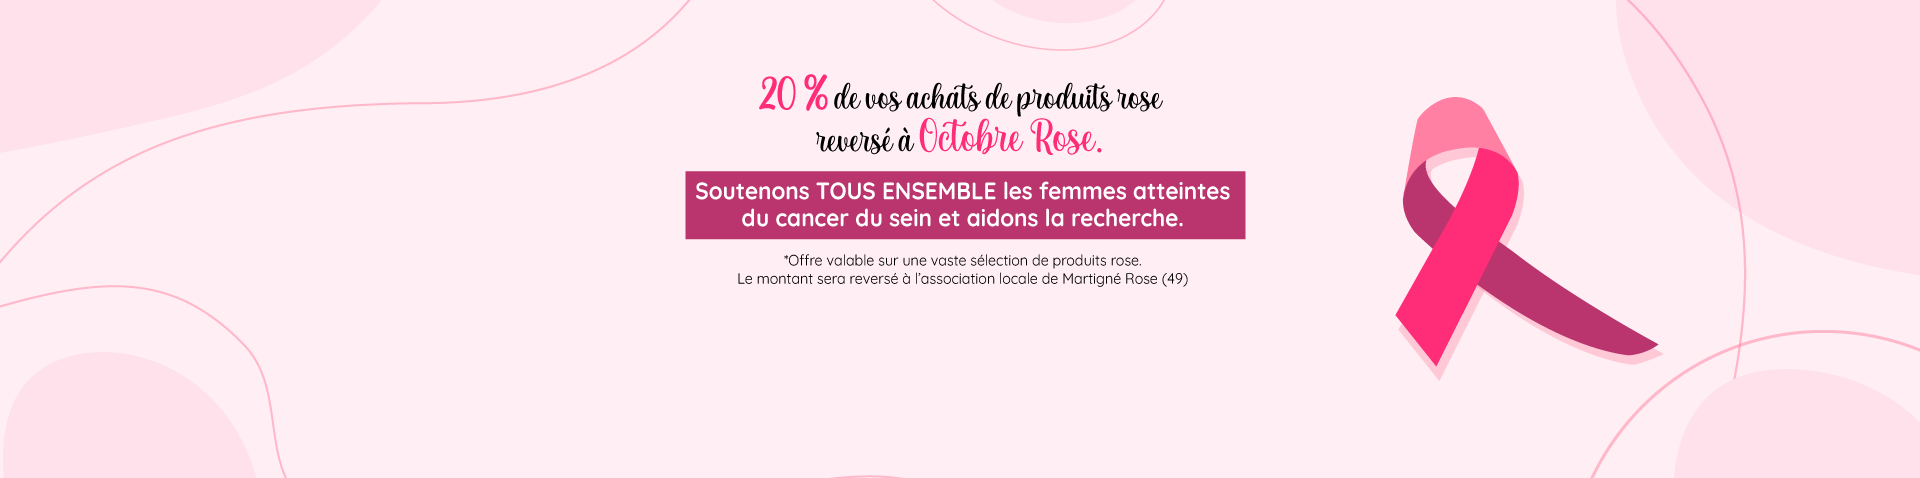 20 % de vos achats de produits rose
reversé à Octobre Rose.
Soutenons TOUS ENSEMBLE les femmes atteintes
du cancer du sein et aidons la recherche.
*Offre valable sur une vaste sélection de produits rose.
Le montant sera reversé à l'association locale de Martigné Rose (49)